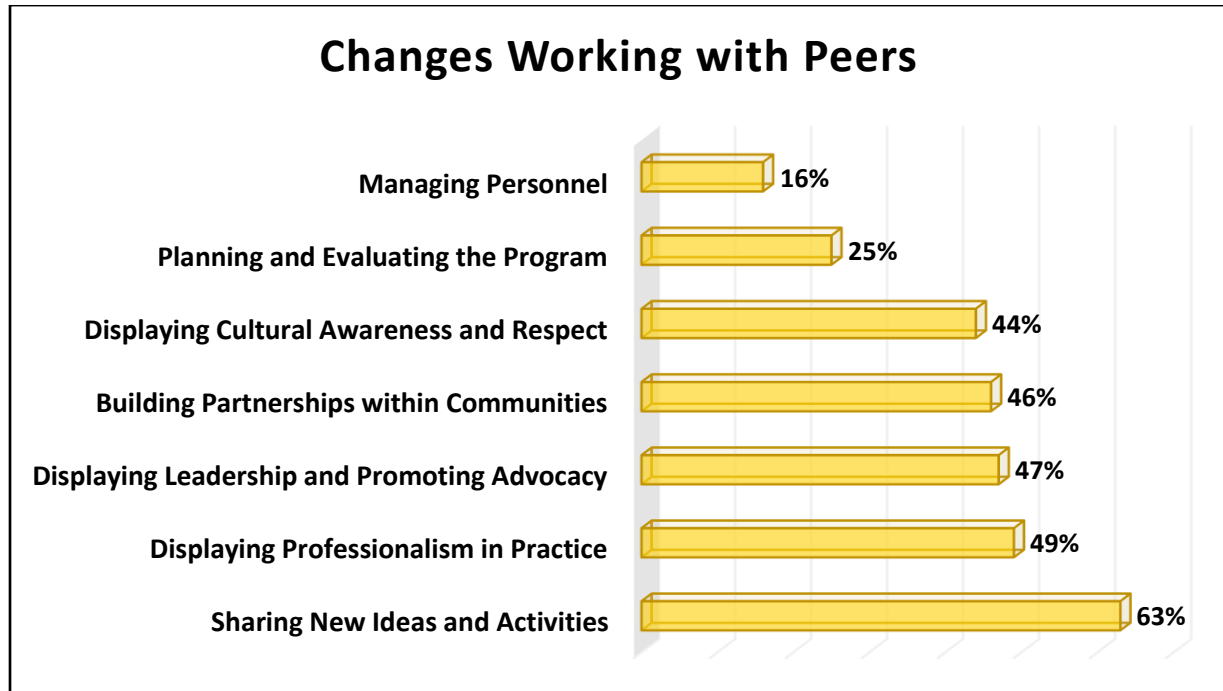 Changes Working with Peers
Managing Personnel 16%
Planning and Evaluating the Program 25%
Displaying Cultural Awareness and Respect 44%
Building Partnerships within Communities 46%
Displaying Leadership and Promoting Advocacy 47%
Displaying Professionalism in Practice 49%
Sharing New Ideas and Activities 63%